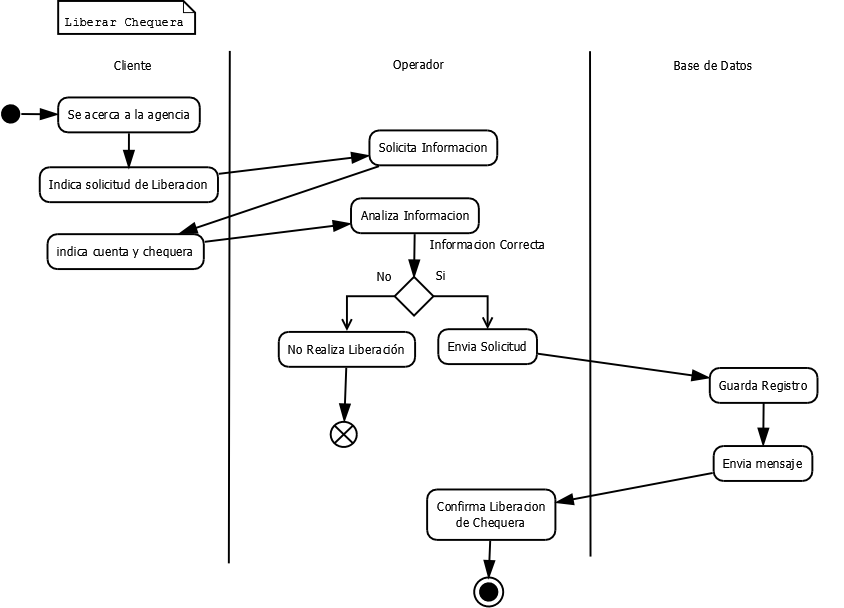 Liberar Chequera
Cliente
Operador
Base de Datos
Se acerca a la agencia
Solicita Informacion
Indica solicitud de Liberacion
Analiza Informacion
indica cuenta y chequera
Informacion Correcta
No
Si
No Realiza Liberación
Envia Solicitud
Guarda Registro
Envia mensaje
Confirma Liberacion
de Chequera